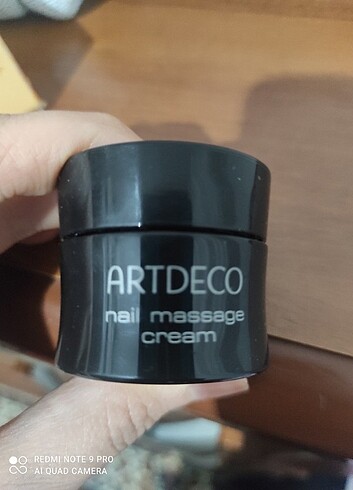 ARTDECO
nail massage
cream
REDMI NOTE 9 PRO
AI QUAD CAMERA